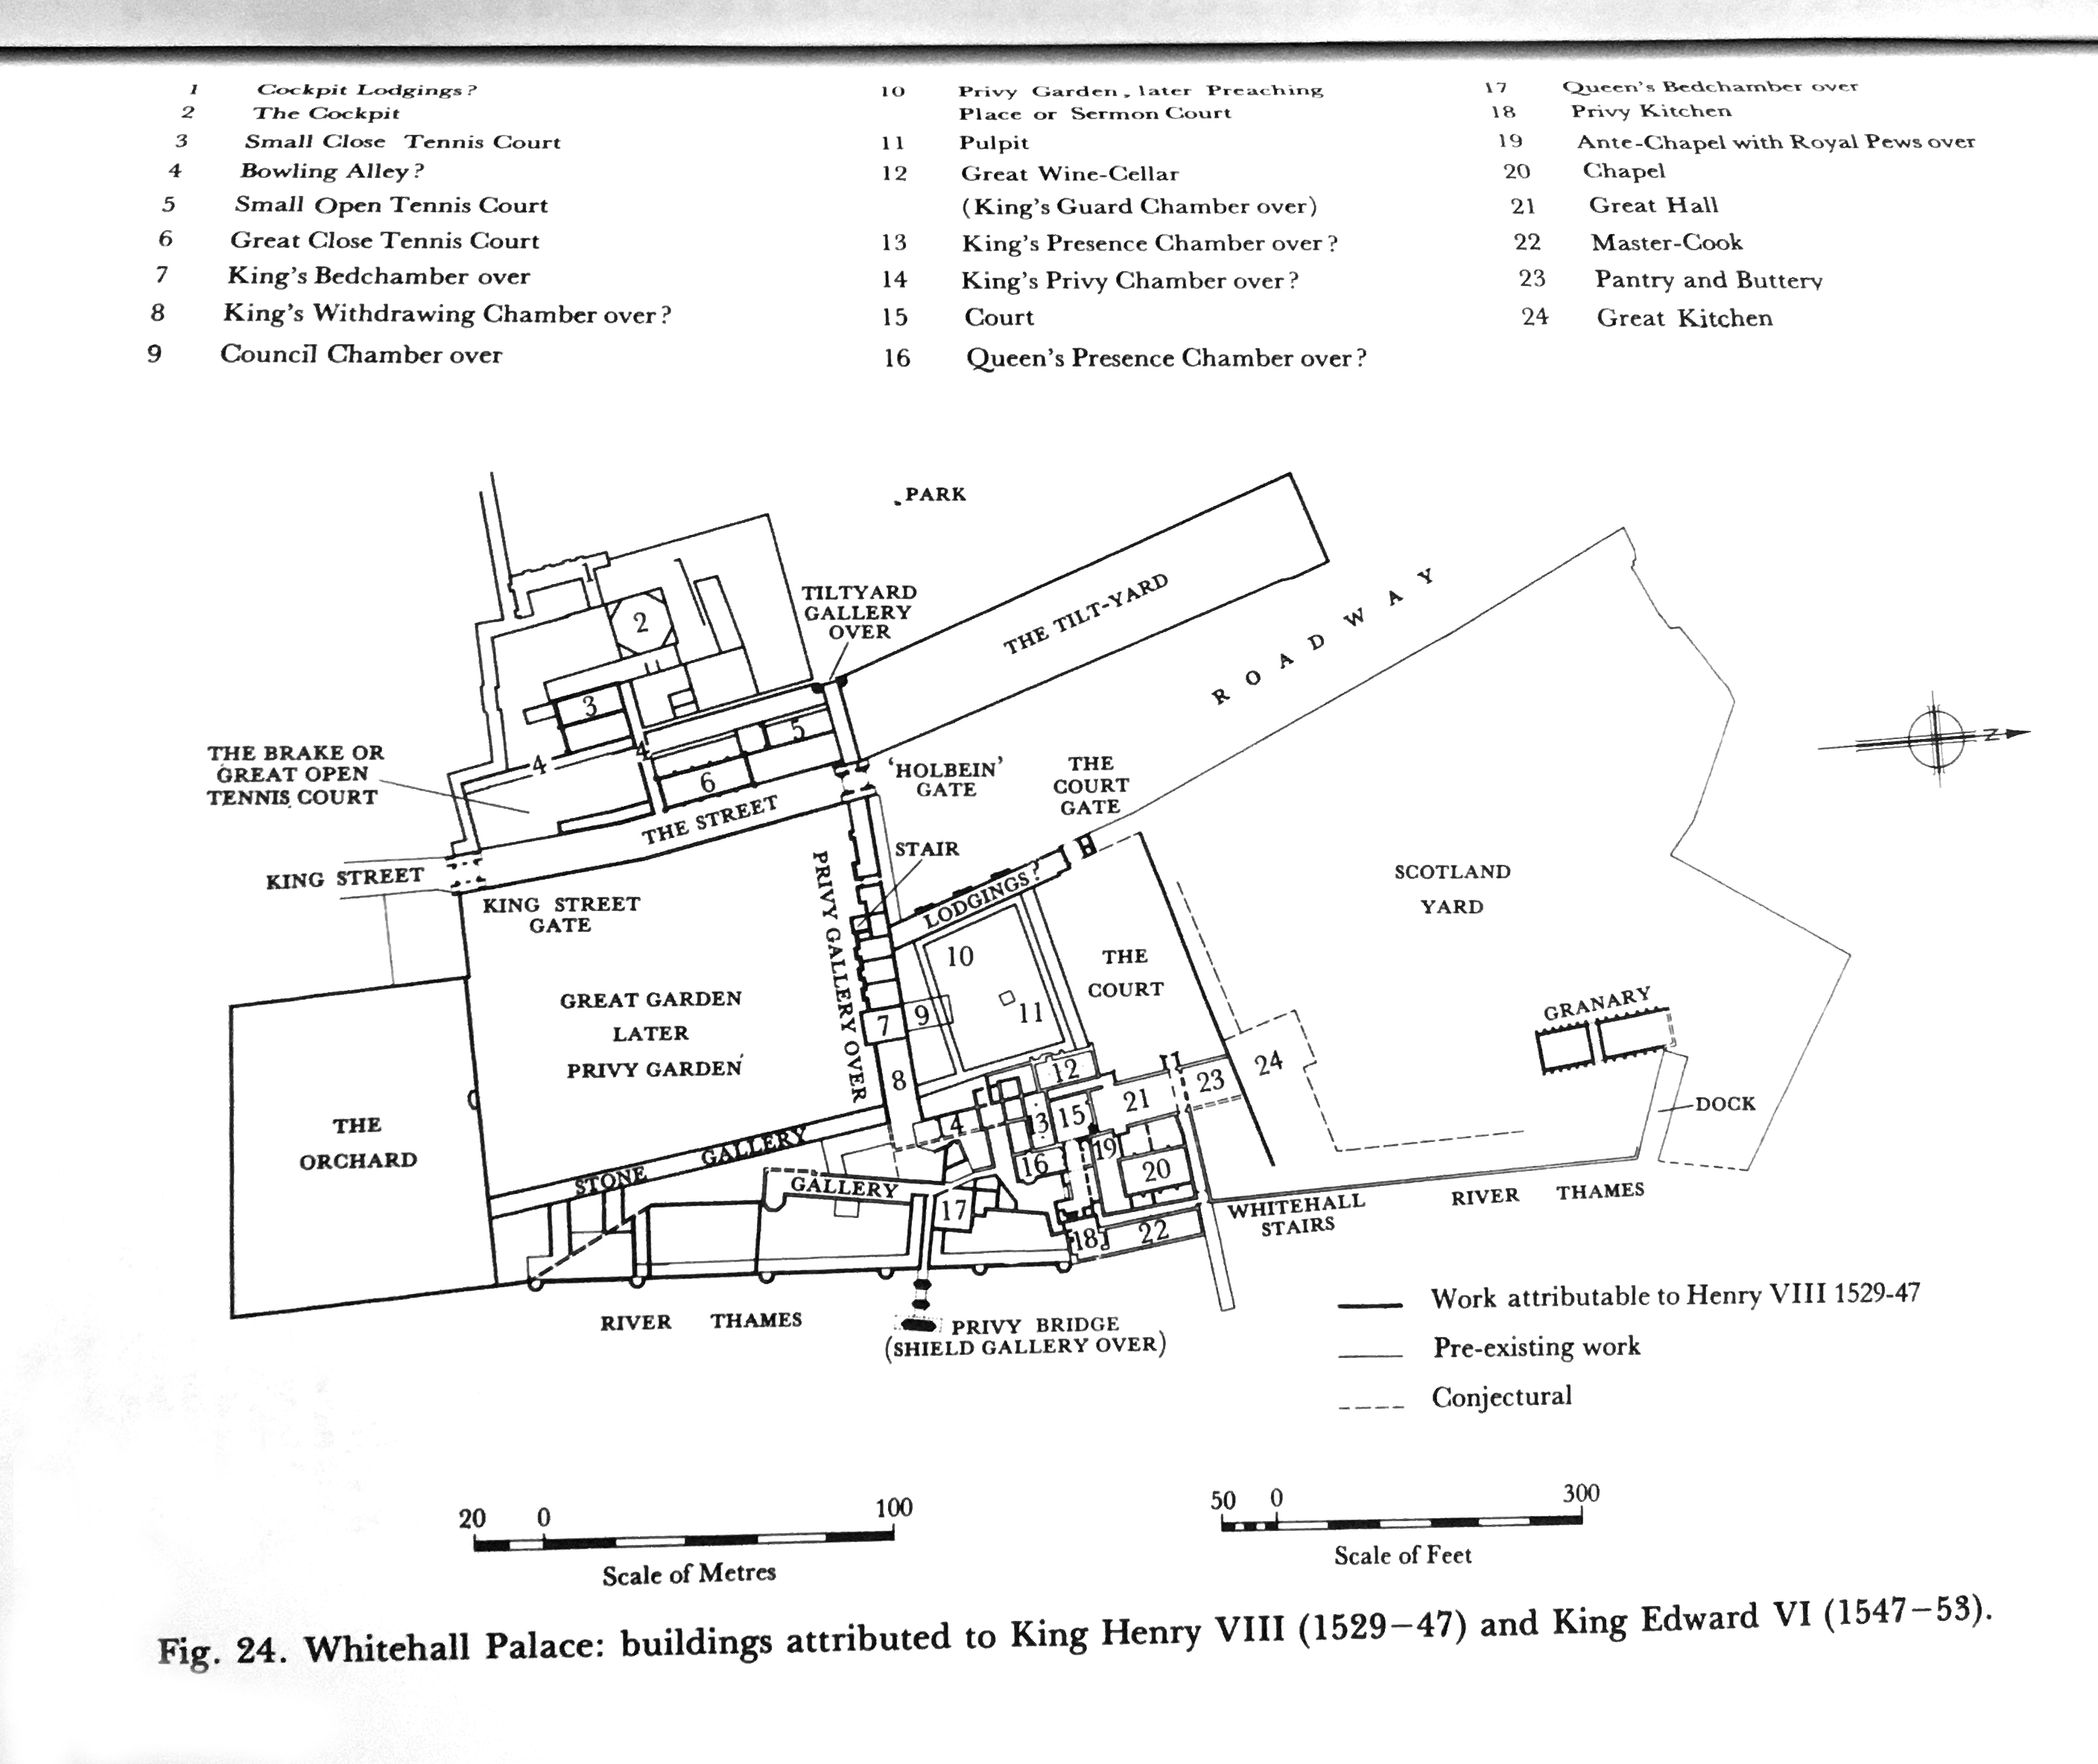 1 Cockpit Lodgings?
2 The Cockpit
3 Small Close Tennis Court
4 Bowling Alley?
5 Small Open Tennis Court
6 Great Close Tennis Court
7 King's Bedchamber over
8 King's Withdrawing Chamber over?
9 Council Chamber over
10 Privy Garden, later Preaching
Place or Sermon Court
11 Pulpit
12 Great Wine-Cellar
(King's Guard Chamber over)
13 King's Presence Chamber over?
14 King's Privy Chamber over?
15 Court
16 Queen's Presence Chamber over?
17 Queen's Bedchamber over
18 Privy Kitchen
19 Ante-Chapel with Royal Pews over
20 Chapel
21 Great Hall
22 Master-Cook
23 Pantry and Buttery
24 Great Kitchen
PARK
TILTYARD
GALLERY
OVER
THE TILT-YARD
ROADWAY
2
3
4
4
5
6
THE BRAKE OR
GREAT OPEN
TENNIS COURT
THE STREET
'HOLBEIN'
GATE
THE
COURT
GATE
N
KING STREET
KING STREET
GATE
STAIR
PRIVY GALLERY OVER
LODGINGS?
SCOTLAND
YARD
10
11
THE
COURT
GREAT GARDEN
LATER
PRIVY GARDEN
7
9
8
GRANARY
DOCK
THE
ORCHARD
12
13
14
15
16
21
23
24
19
20
STONE GALLERY
GALLERY
17
18
22
WHITEHALL
STAIRS
RIVER THAMES
RIVER THAMES
PRIVY BRIDGE
(SHIELD GALLERY OVER)
Work attributable to Henry VIII 1529-47
Pre-existing work
Conjectural
20 0 100
Scale of Metres
50 0 300
Scale of Feet
Fig. 24. Whitehall Palace: buildings attributed to King Henry VIII (1529–47) and King Edward VI (1547–53).